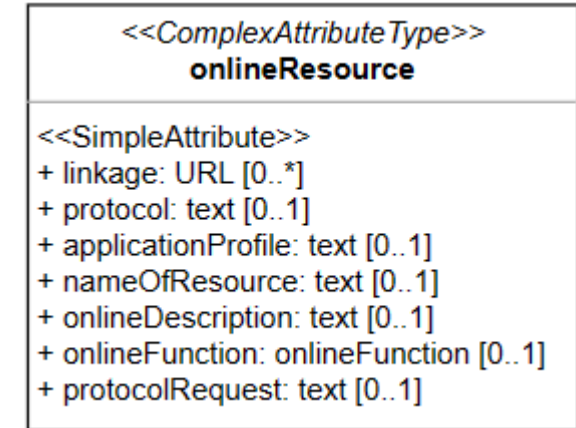 <<ComplexAttributeType>>
onlineResource
<<SimpleAttribute>>
+ linkage: URL [0..*]
+ protocol: text [0..1]
+ applicationProfile: text [0..1]
+ nameOfResource: text [0..1]
+ onlineDescription: text [0..1]
+ onlineFunction: onlineFunction [0..1]
+ protocolRequest: text [0..1]